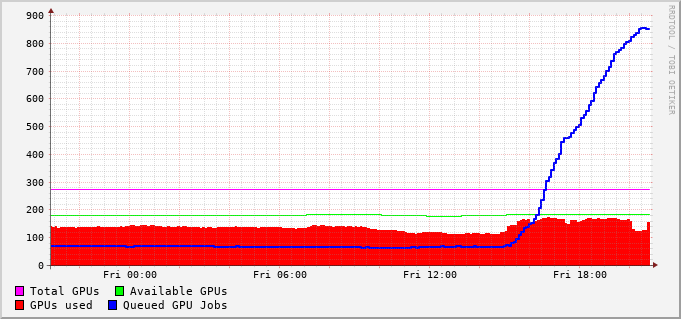 RRDTOOL / TOBI OETIKER
900
800
700
600
500
400
300
200
100
0
Fri 00:00 Fri 06:00 Fri 12:00 Fri 18:00
Total GPUs Available GPUs
GPUs used Queued GPU Jobs